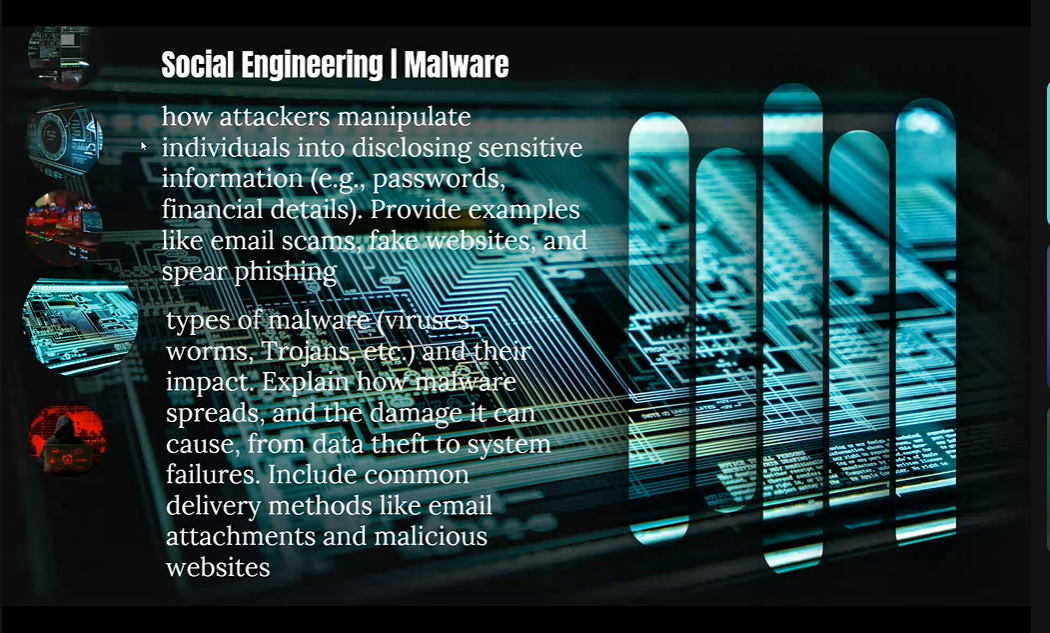 Social Engineering | Malware
how attackers manipulate
individuals into disclosing sensitive
information (e.g., passwords,
financial details). Provide examples
like email scams, fake websites, and
spear phishing
types of malware (viruses,
worms, Trojans, etc.) and their
impact. Explain how malware
spreads, and the damage it can
cause, from data theft to system
failures. Include common
delivery methods like email
attachments and malicious
websites